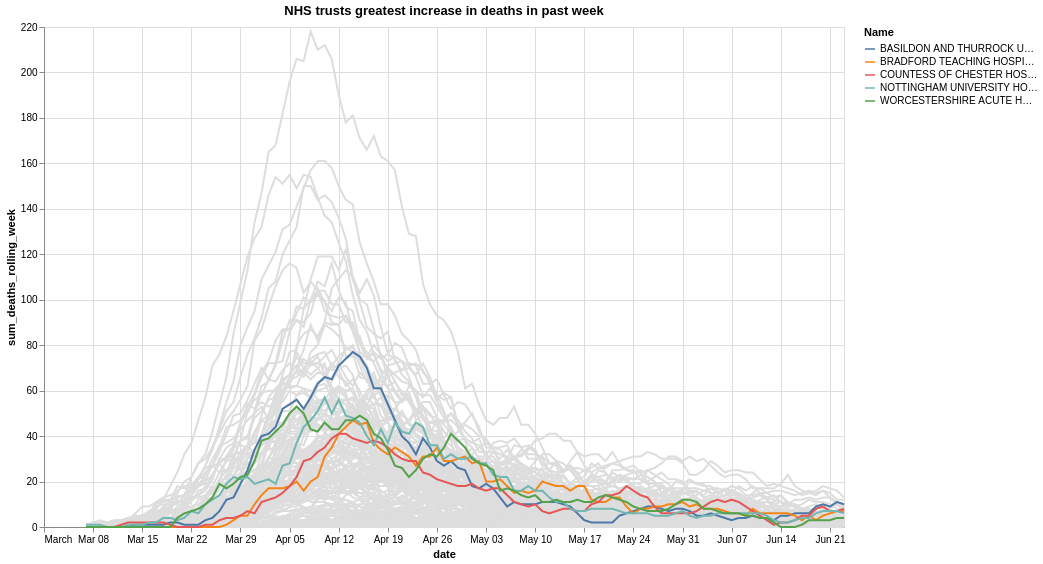 NHS trusts greatest increase in deaths in past week
Name
BASILDON AND THURROCK U…
BRADFORD TEACHING HOSPI…
COUNTESS OF CHESTER HOS…
NOTTINGHAM UNIVERSITY HO…
WORCESTERSHIRE ACUTE H…
sum_deaths_rolling_week
220
200
180
160
140
120
100
80
60
40
20
0
March Mar 08 Mar 15 Mar 22 Mar 29 Apr 05 Apr 12 Apr 19 Apr 26 May 03 May 10 May 17 May 24 May 31 Jun 07 Jun 14 Jun 21
date